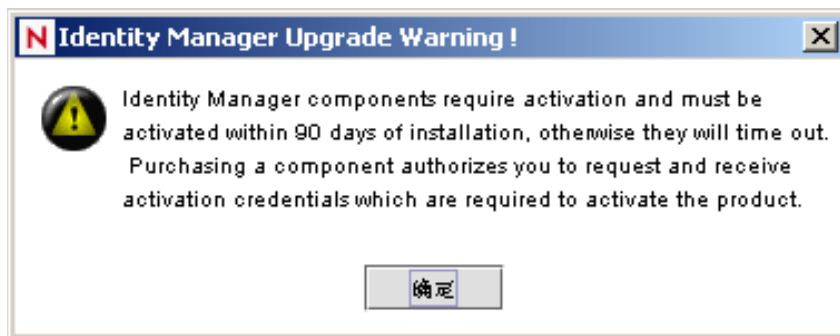 Identity Manager Upgrade Warning !
Identity Manager components require activation and must be
activated within 90 days of installation, otherwise they will time out.
Purchasing a component authorizes you to request and receive
activation credentials which are required to activate the product.
确定